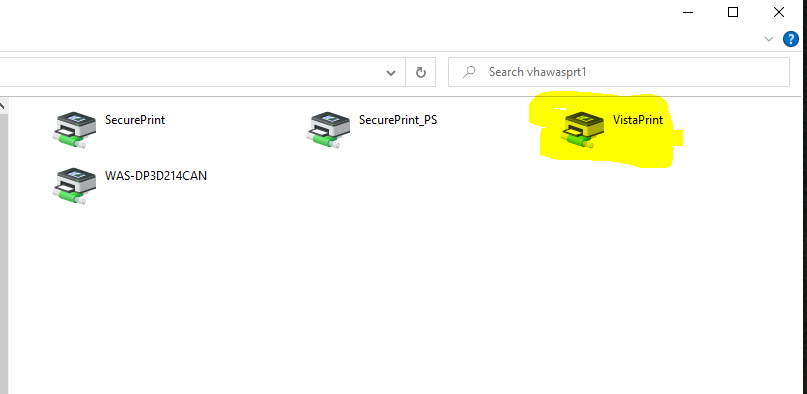 Search vhawasprt1
SecurePrint
SecurePrint_PS
VistaPrint
WAS-DP3D214CAN